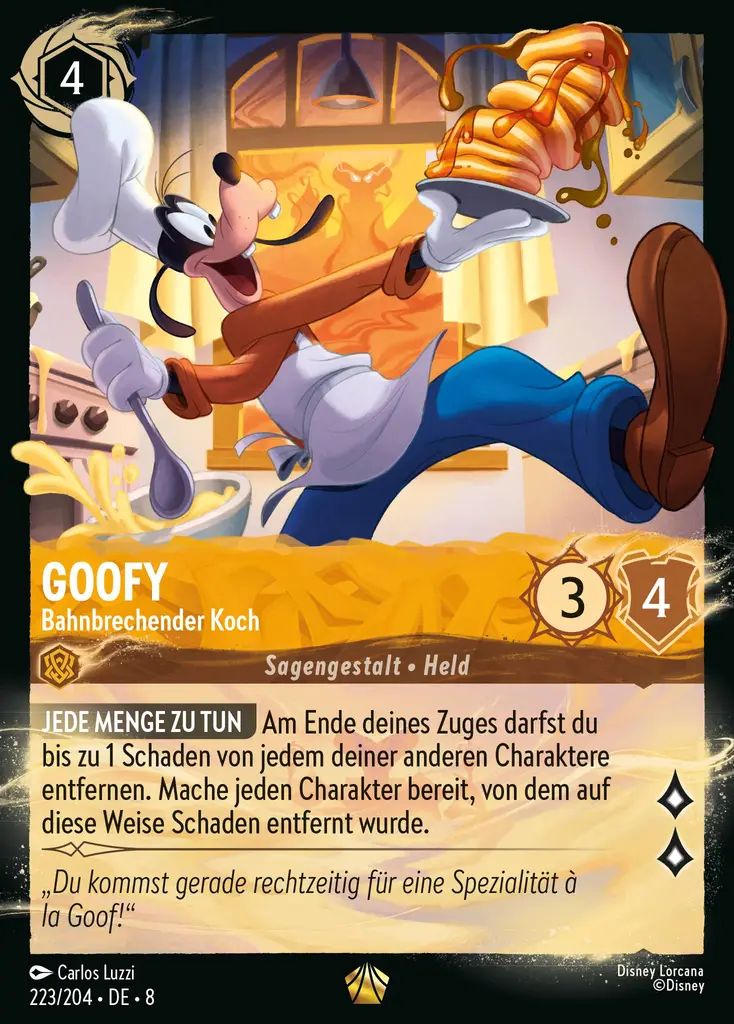 4
GOOFY
Bahnbrechender Koch
3
4
Sagengestalt • Held
JEDE MENGE ZU TUN Am Ende deines Zuges darfst du
bis zu 1 Schaden von jedem deiner anderen Charaktere
entfernen. Mache jeden Charakter bereit, von dem auf
diese Weise Schaden entfernt wurde.
„Du kommst gerade rechtzeitig für eine Spezialität à
la Goof!“
Carlos Luzzi
223/204 • DE • 8
Disney Lorcana
©Disney